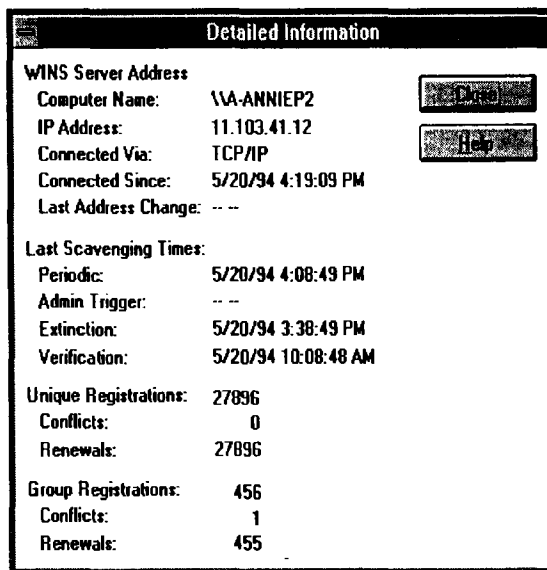 Detailed Information
WINS Server Address
Close
Computer Name: \\A-ANNIEP2
IP Address: 11.103.41.12
Help
Connected Via: TCP/IP
Connected Since: 5/20/94 4:19:09 PM
Last Address Change: -- --
Last Scavenging Times:
Periodic: 5/20/94 4:08:49 PM
Admin Trigger: -- --
Extinction: 5/20/94 3:38:49 PM
Verification: 5/20/94 10:08:48 AM
Unique Registrations: 27896
Conflicts: 0
Renewals: 27896
Group Registrations: 456
Conflicts: 1
Renewals: 455